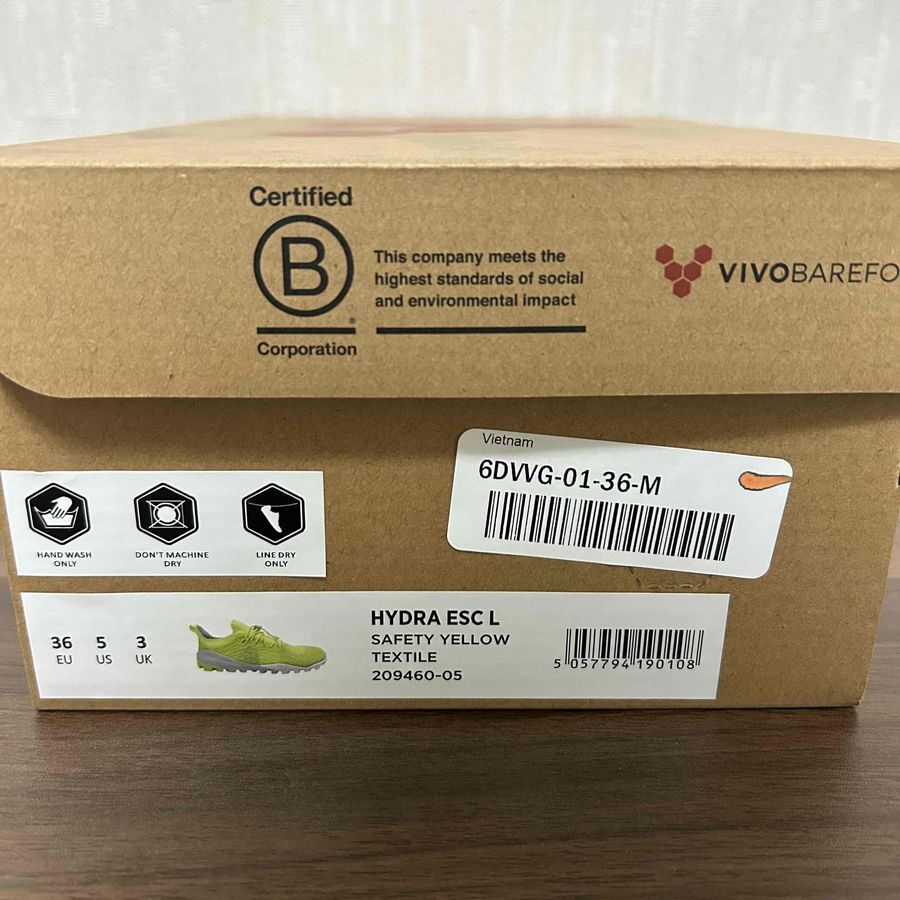 Certified
B
This company meets the
highest standards of social
and environmental impact
Corporation
VIVOBAREFO
Vietnam
6DVVG-01-36-M
HAND WASH
ONLY
DON'T MACHINE
DRY
LINE DRY
ONLY
36 5 3
EU US UK
HYDRA ESC L
SAFETY YELLOW
TEXTILE
209460-05
5 057794 190108